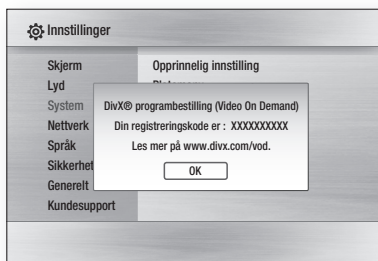 Innstillinger
Skjerm
Lyd
System
Nettverk
Språk
Sikkerhet
Generelt
Kundesupport
Opprinnelig innstilling
DivX® programbestilling (Video On Demand)
Din registreringskode er : XXXXXXXXXX
Les mer på www.divx.com/vod.
OK